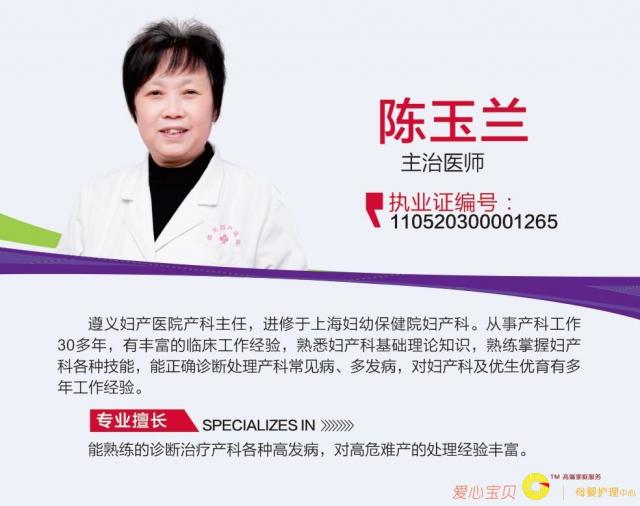 陈玉兰
主治医师
执业证编号：
110520300001265
遵义妇产医院产科主任，进修于上海妇幼保健院妇产科。从事产科工作
30多年，有丰富的临床工作经验，熟悉妇产科基础理论知识，熟练掌握妇产
科各种技能，能正确诊断处理产科常见病、多发病，对妇产科及优生优育有多
年工作经验。
专业擅长 SPECIALIZES IN
能熟练的诊断治疗产科各种高发病，对高危难产的处理经验丰富。
爱心宝贝 TM 高端家庭服务
母婴护理中心